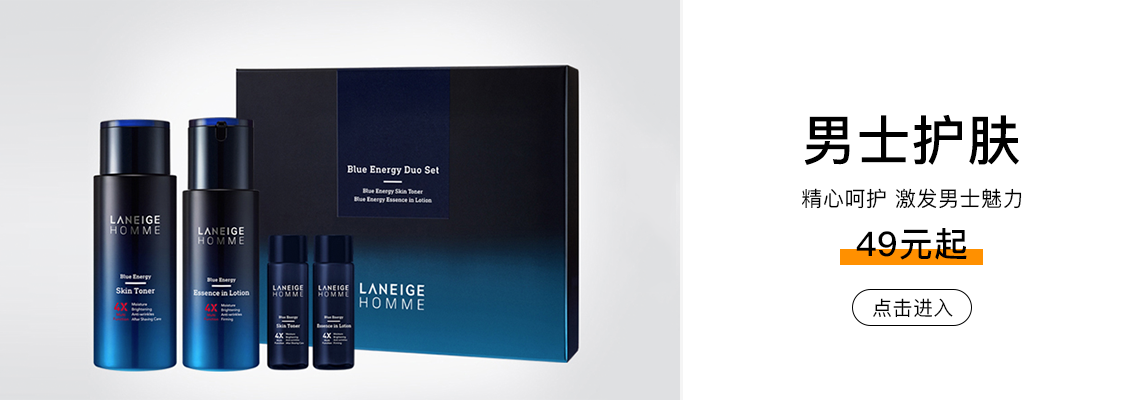 Blue Energy Duo Set
Blue Energy Skin Toner
Blue Energy Essence in Lotion
LANEIGE
HOMME
LANEIGE
HOMME
Blue Energy
Skin Toner
4X
Moisture
Brightening
Anti-wrinkles
After Shaving Care
LANEIGE
HOMME
Blue Energy
Essence in Lotion
4X
Moisture
Brightening
Anti-wrinkles
Firming
LANEIGE
HOMME
Blue Energy
Skin Toner
4X
LANEIGE
HOMME
Blue Energy
Essence in Lotion
4X
男士护肤
精心呵护 激发男士魅力
49元起
点击进入